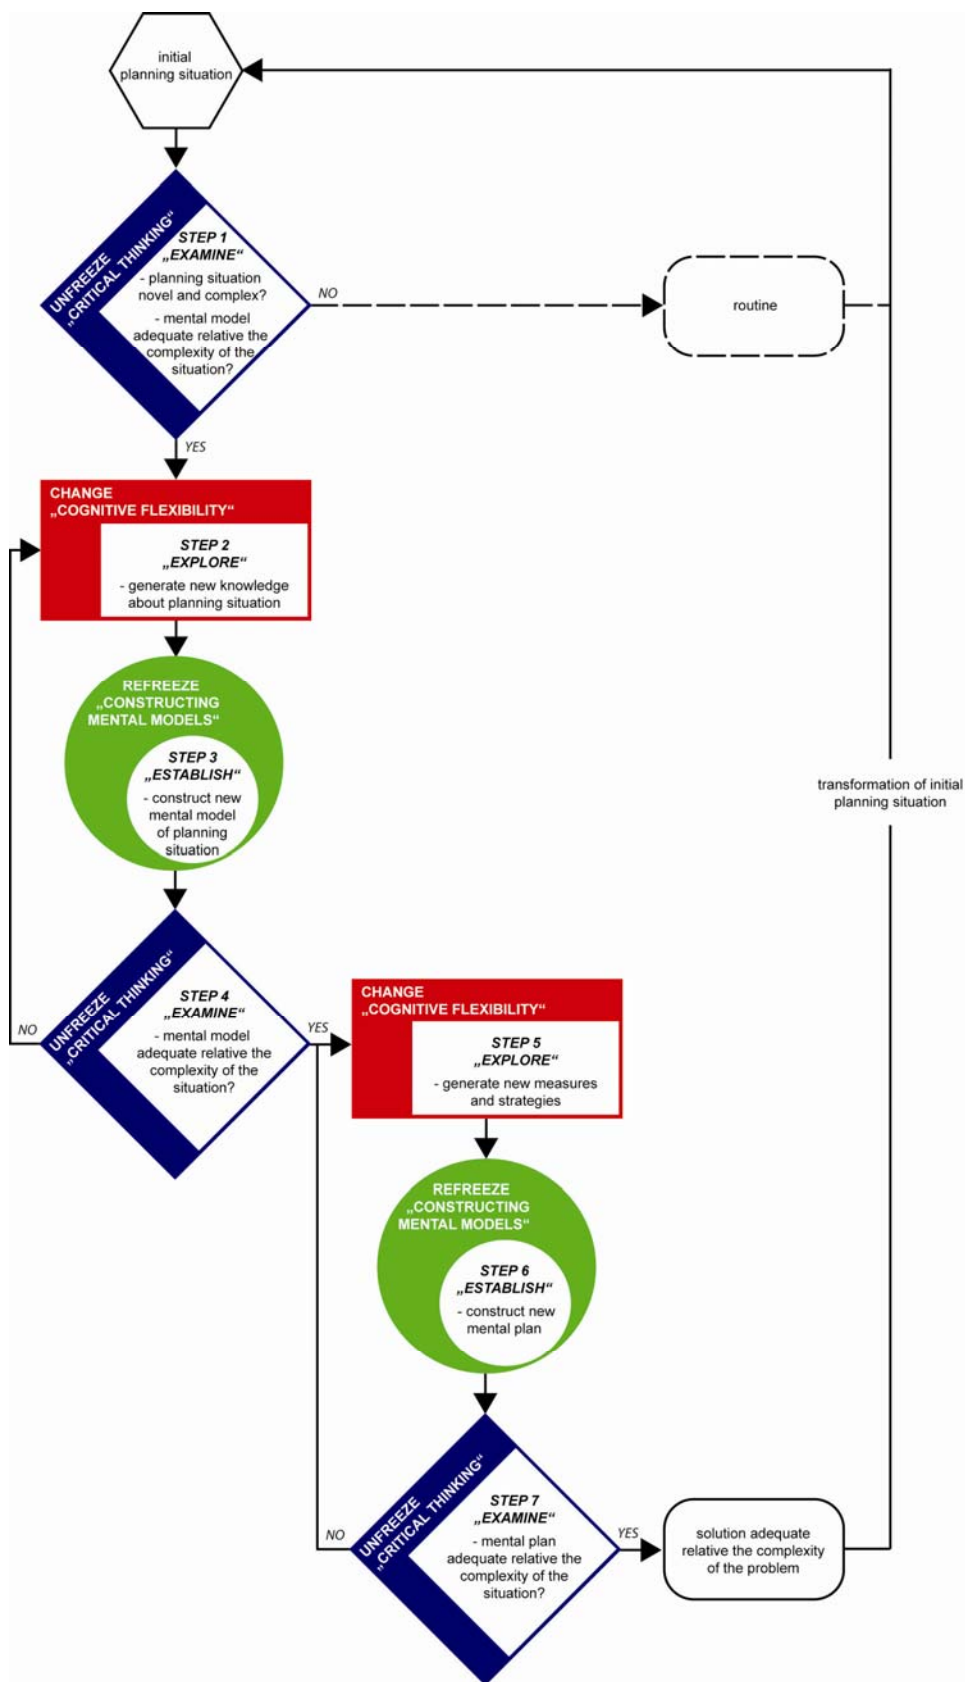 initial
planning situation
UNFREEZE
„CRITICAL THINKING“
STEP 1
„EXAMINE“
- planning situation
novel and complex?
- mental model
adequate relative the
complexity of the
situation?
NO
routine
YES
CHANGE
„COGNITIVE FLEXIBILITY“
STEP 2
„EXPLORE“
- generate new knowledge
about planning situation
REFREEZE
„CONSTRUCTING
MENTAL MODELS“
STEP 3
„ESTABLISH“
- construct new
mental model
of planning
situation
transformation of initial
planning situation
UNFREEZE
„CRITICAL THINKING“
STEP 4
„EXAMINE“
- mental model
adequate relative the
complexity of the
situation?
NO
YES
CHANGE
„COGNITIVE FLEXIBILITY“
STEP 5
„EXPLORE“
- generate new measures
and strategies
REFREEZE
„CONSTRUCTING
MENTAL MODELS“
STEP 6
„ESTABLISH“
- construct new
mental plan
UNFREEZE
„CRITICAL THINKING“
STEP 7
„EXAMINE“
- mental plan
adequate relative the
complexity of the
situation?
NO
YES
solution adequate
relative the complexity
of the problem